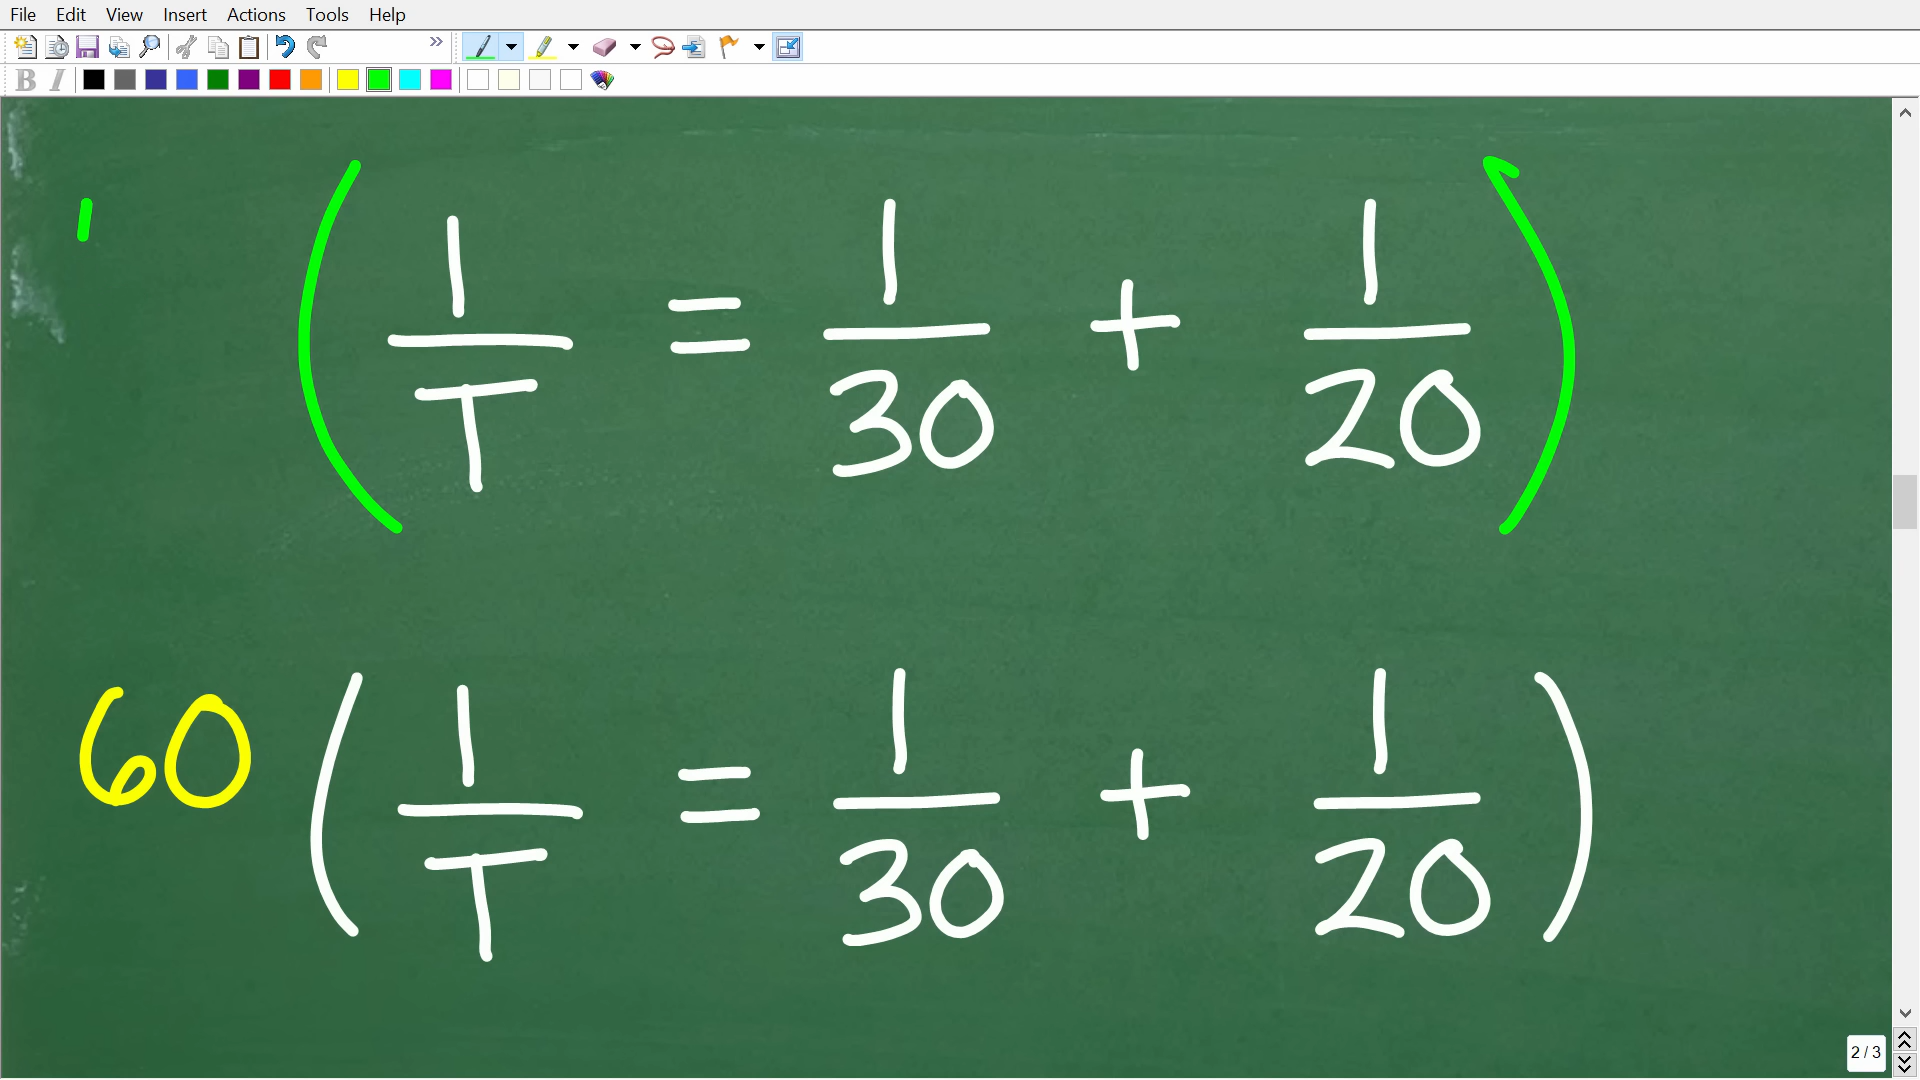 File Edit View Insert Actions Tools Help
B I
( 1/T = 1/30 + 1/20 )
60 ( 1/T = 1/30 + 1/20 )
2 / 3